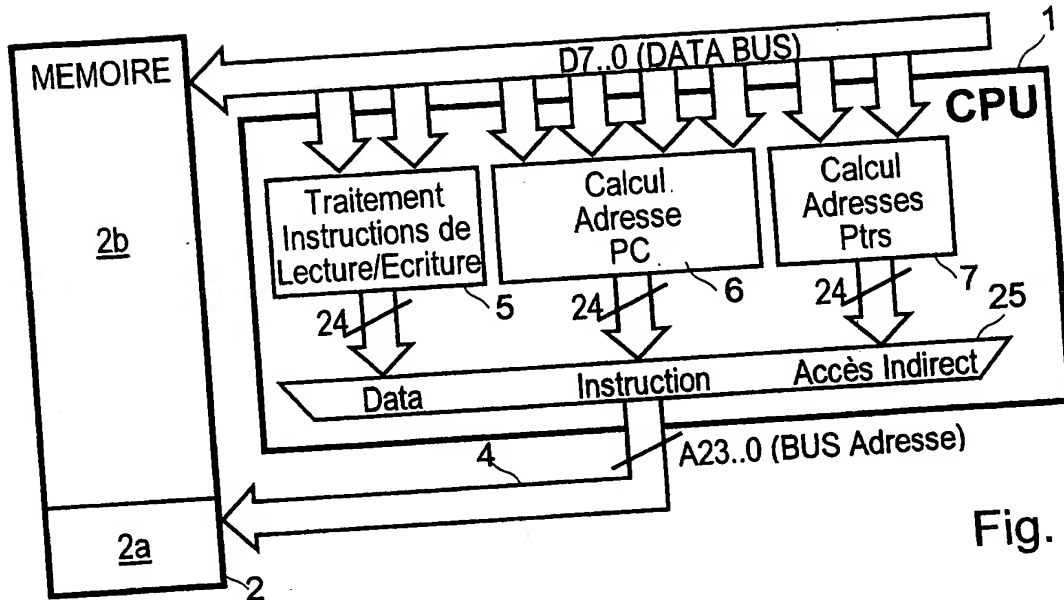 1
D7..0 (DATA BUS)
MEMOIRE
CPU
Traitement
Instructions de
Lecture/Ecriture
Calcul
Adresse
PC
Calcul
Adresses
Ptrs
2b
24
5
24
6
24
7
25
Data
Instruction
Accès Indirect
4
A23..0 (BUS Adresse)
2a
2
Fig.